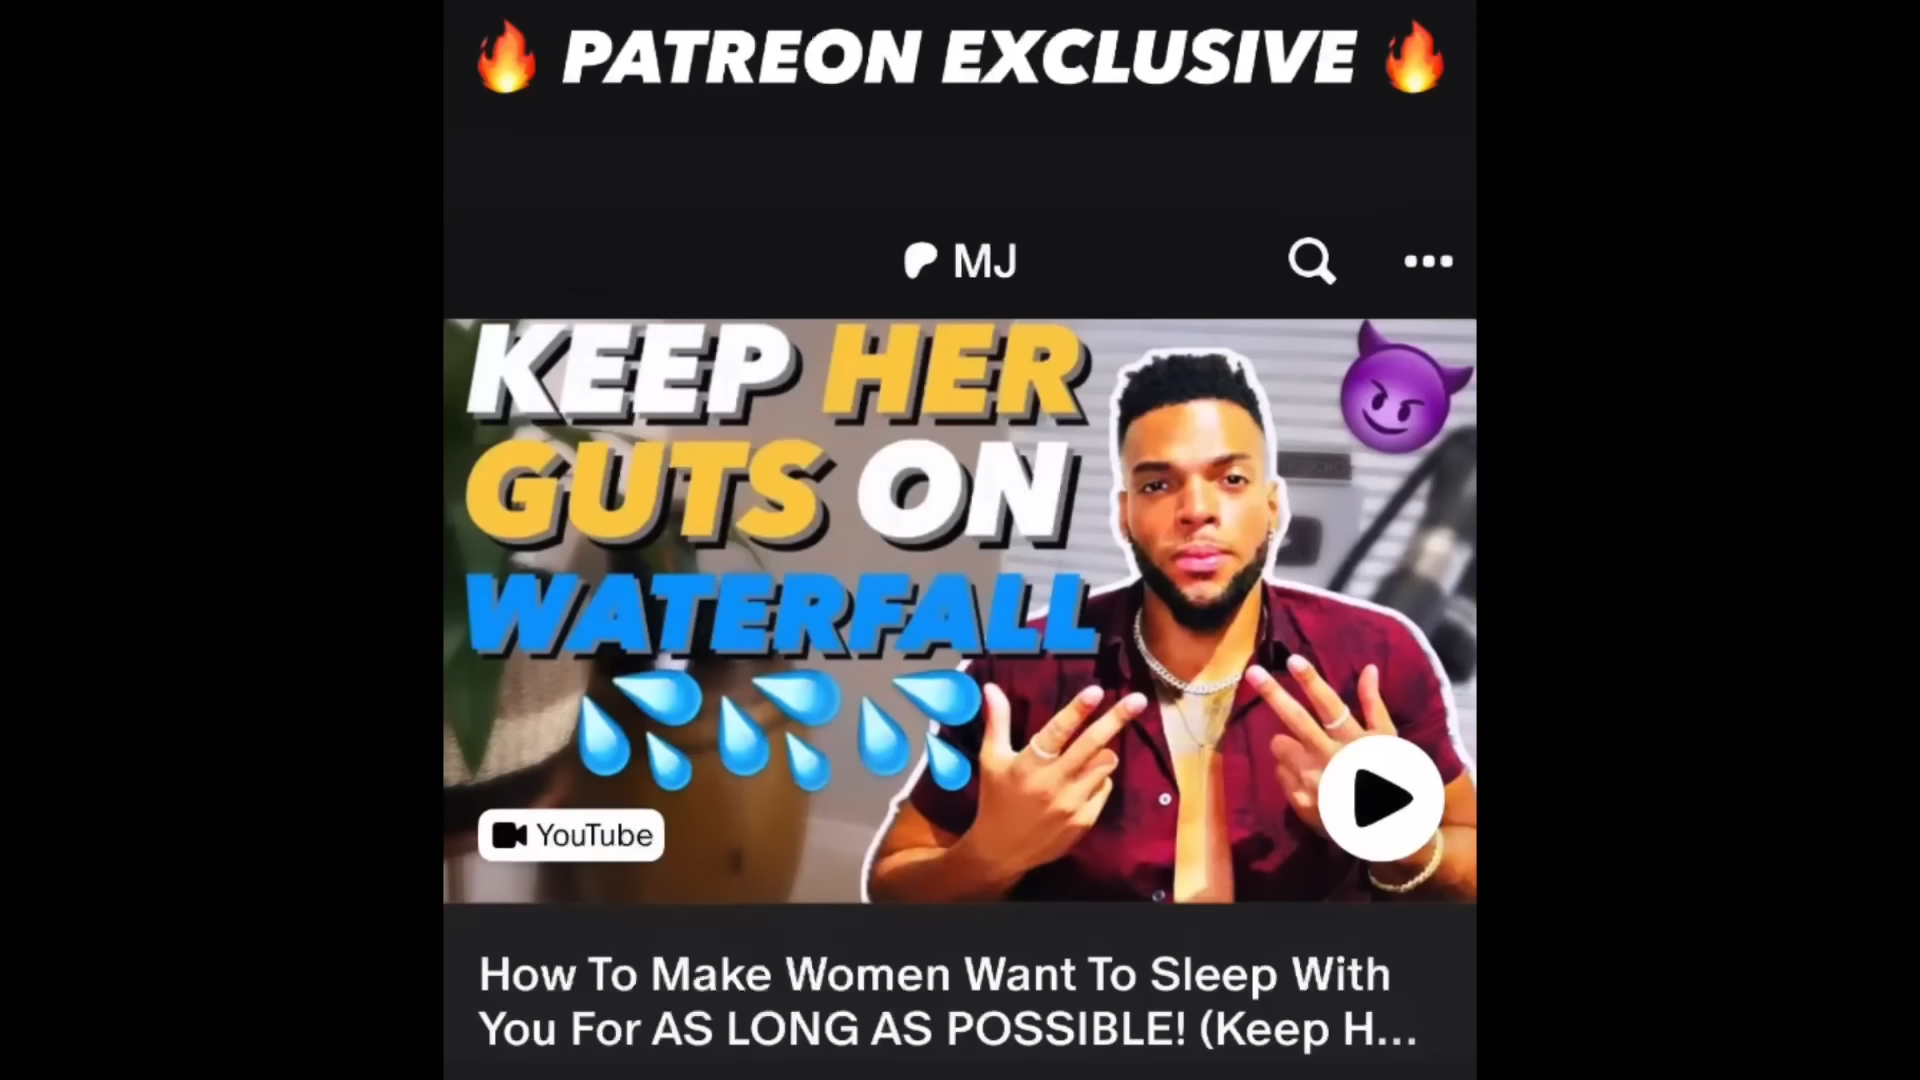 🔥 PATREON EXCLUSIVE 🔥
MJ
KEEP HER
GUTS ON
WATERFALL
YouTube
How To Make Women Want To Sleep With
You For AS LONG AS POSSIBLE! (Keep H...